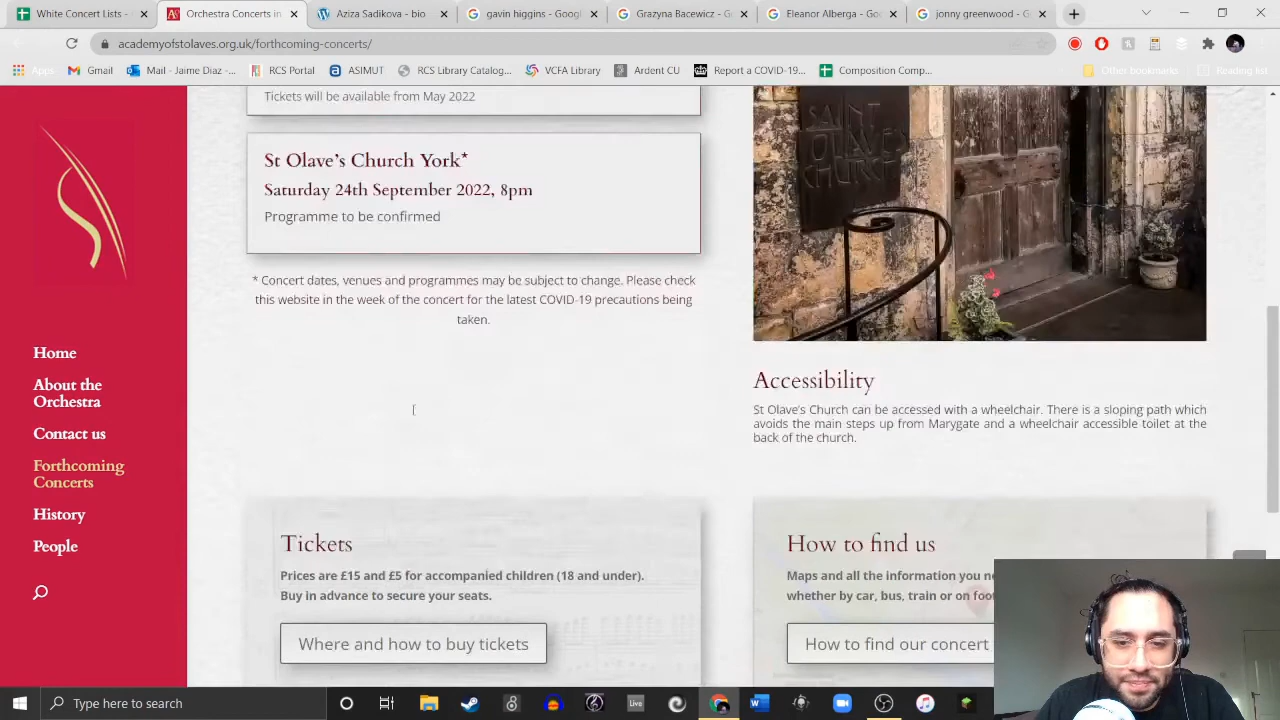 White Concert Lists -
Orchestra Concerts in
Aziza Sadikova - bio
gavin higgins - Googl
Grazyna Bacewicz - G
Eleanor Alberga - Goo
jonny greenwood - G
academyofstolaves.org.uk/forthcoming-concerts/
Apps
Gmail
Mail - Jaime Diaz -...
RCS Portal
ASIMUT
RCS Library Catalog...
VCFA Library
Ardent CU
Report a COVID-19...
Composition Comp...
Other bookmarks
Reading list
Tickets will be available from May 2022
St Olave's Church York*
Saturday 24th September 2022, 8pm
Programme to be confirmed
* Concert dates, venues and programmes may be subject to change. Please check
this website in the week of the concert for the latest COVID-19 precautions being
taken.
SAINT
OLAVES
CHURCH
Home
About the
Orchestra
Contact us
Forthcoming
Concerts
History
People
Accessibility
St Olave's Church can be accessed with a wheelchair. There is a sloping path which
avoids the main steps up from Marygate and a wheelchair accessible toilet at the
back of the church.
Tickets
Prices are £15 and £5 for accompanied children (18 and under).
Buy in advance to secure your seats.
Where and how to buy tickets
How to find us
Maps and all the information you
whether by car, bus, train or on foot
How to find our concert
Type here to search
Live